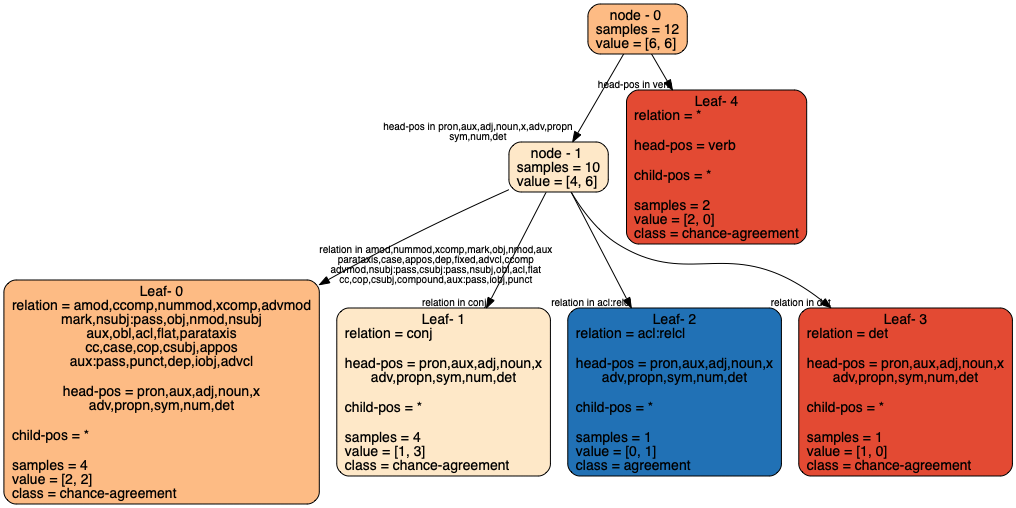 node - 0
samples = 12
value = [6, 6]
head-pos in verb
Leaf- 4
relation = *
head-pos = verb
child-pos = *
samples = 2
value = [2, 0]
class = chance-agreement
head-pos in pron,aux,adj,noun,x,adv,propn
sym,num,det
node - 1
samples = 10
value = [4, 6]
relation in amod,nummod,xcomp,mark,obj,nmod,aux
parataxis,case,appos,dep,fixed,advcl,ccomp
advmod,nsubj:pass,csubj:pass,nsubj,obl,acl,flat
cc,cop,csubj,compound,aux:pass,iobj,punct
Leaf- 0
relation = amod,ccomp,nummod,xcomp,advmod
mark,nsubj:pass,obj,nmod,nsubj
aux,obl,acl,flat,parataxis
cc,case,cop,csubj,appos
aux:pass,punct,dep,iobj,advcl
head-pos = pron,aux,adj,noun,x
adv,propn,sym,num,det
child-pos = *
samples = 4
value = [2, 2]
class = chance-agreement
relation in conj
Leaf- 1
relation = conj
head-pos = pron,aux,adj,noun,x
adv,propn,sym,num,det
child-pos = *
samples = 4
value = [1, 3]
class = chance-agreement
relation in acl:relcl
Leaf- 2
relation = acl:relcl
head-pos = pron,aux,adj,noun,x
adv,propn,sym,num,det
child-pos = *
samples = 1
value = [0, 1]
class = agreement
relation in det
Leaf- 3
relation = det
head-pos = pron,aux,adj,noun,x
adv,propn,sym,num,det
child-pos = *
samples = 1
value = [1, 0]
class = chance-agreement